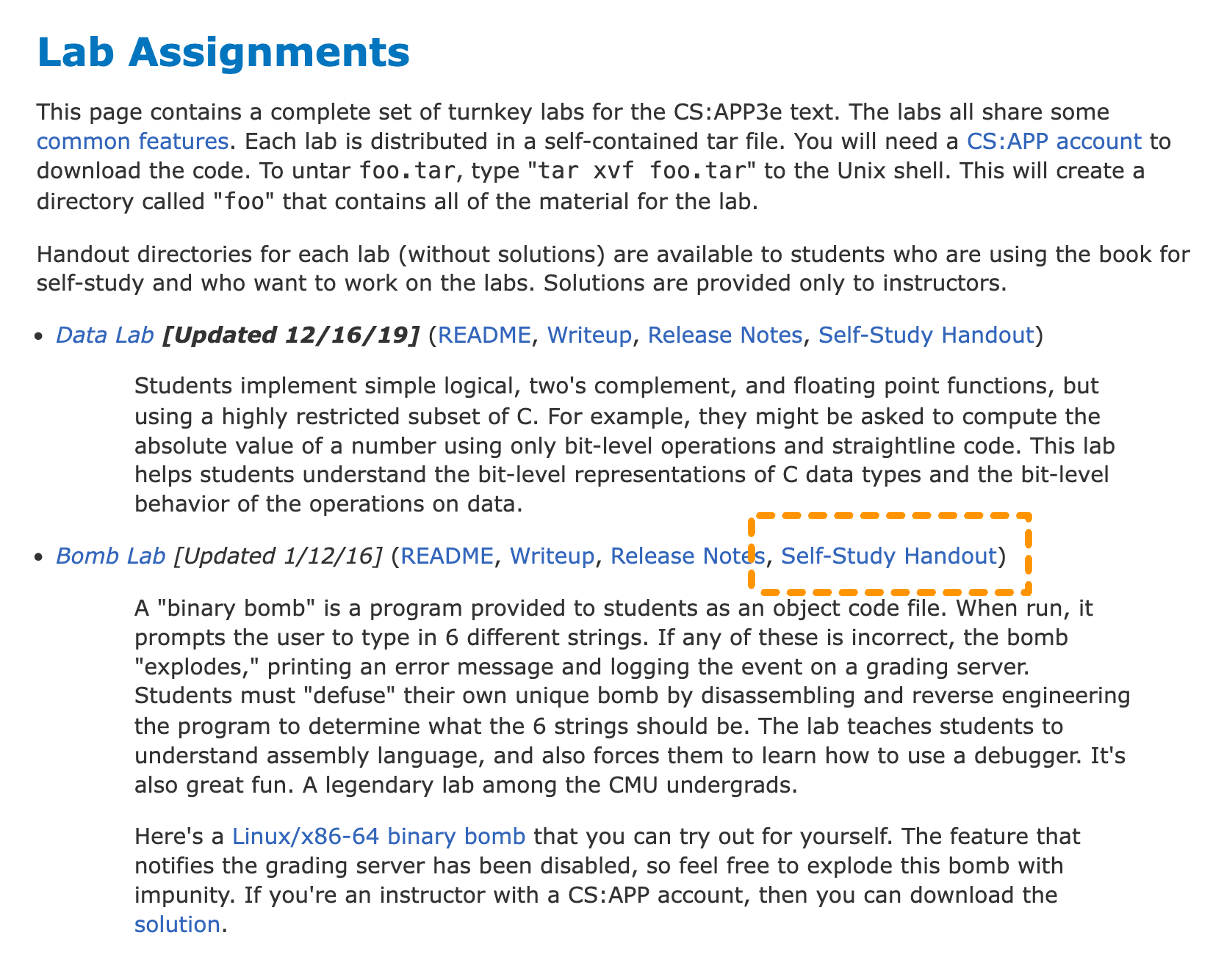 Lab Assignments
This page contains a complete set of turnkey labs for the CS:APP3e text. The labs all share some
common features. Each lab is distributed in a self-contained tar file. You will need a CS:APP account to
download the code. To untar foo.tar, type "tar xvf foo.tar" to the Unix shell. This will create a
directory called "foo" that contains all of the material for the lab.
Handout directories for each lab (without solutions) are available to students who are using the book for
self-study and who want to work on the labs. Solutions are provided only to instructors.
• Data Lab [Updated 12/16/19] (README, Writeup, Release Notes, Self-Study Handout)
Students implement simple logical, two's complement, and floating point functions, but
using a highly restricted subset of C. For example, they might be asked to compute the
absolute value of a number using only bit-level operations and straightline code. This lab
helps students understand the bit-level representations of C data types and the bit-level
behavior of the operations on data.
• Bomb Lab [Updated 1/12/16] (README, Writeup, Release Notes, Self-Study Handout)
A "binary bomb" is a program provided to students as an object code file. When run, it
prompts the user to type in 6 different strings. If any of these is incorrect, the bomb
"explodes," printing an error message and logging the event on a grading server.
Students must "defuse" their own unique bomb by disassembling and reverse engineering
the program to determine what the 6 strings should be. The lab teaches students to
understand assembly language, and also forces them to learn how to use a debugger. It's
also great fun. A legendary lab among the CMU undergrads.
Here's a Linux/x86-64 binary bomb that you can try out for yourself. The feature that
notifies the grading server has been disabled, so feel free to explode this bomb with
impunity. If you're an instructor with a CS:APP account, then you can download the
solution.